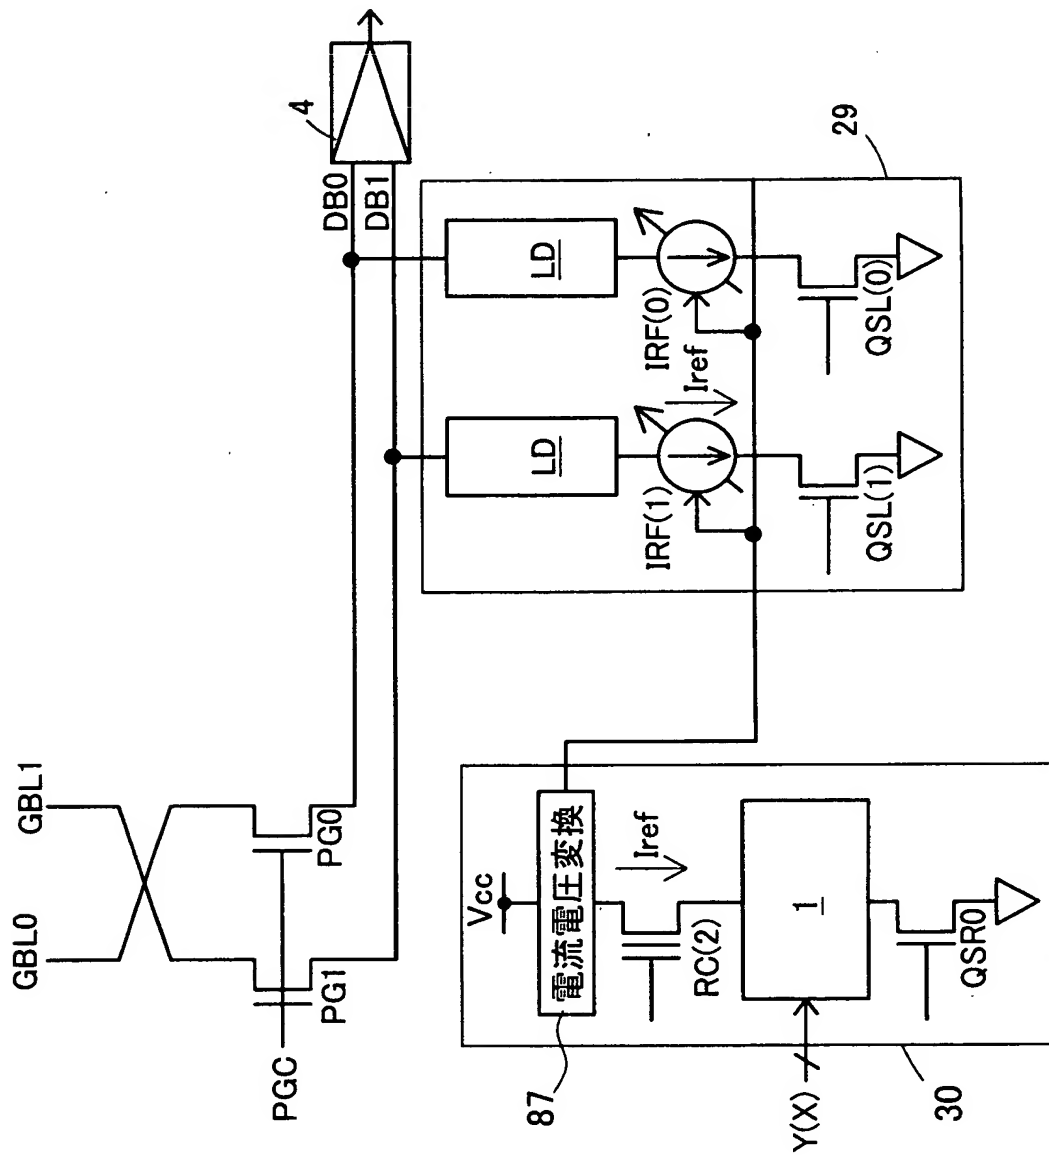 GBL0
GBL1
PGC
PG1
PG0
DB0
DB1
4
29
LD
LD
IRF(1)
Iref
IRF(0)
QSL(1)
QSL(0)
Vcc
電流電圧変換
87
Iref
RC(2)
1
Y(X)
QSR0
30